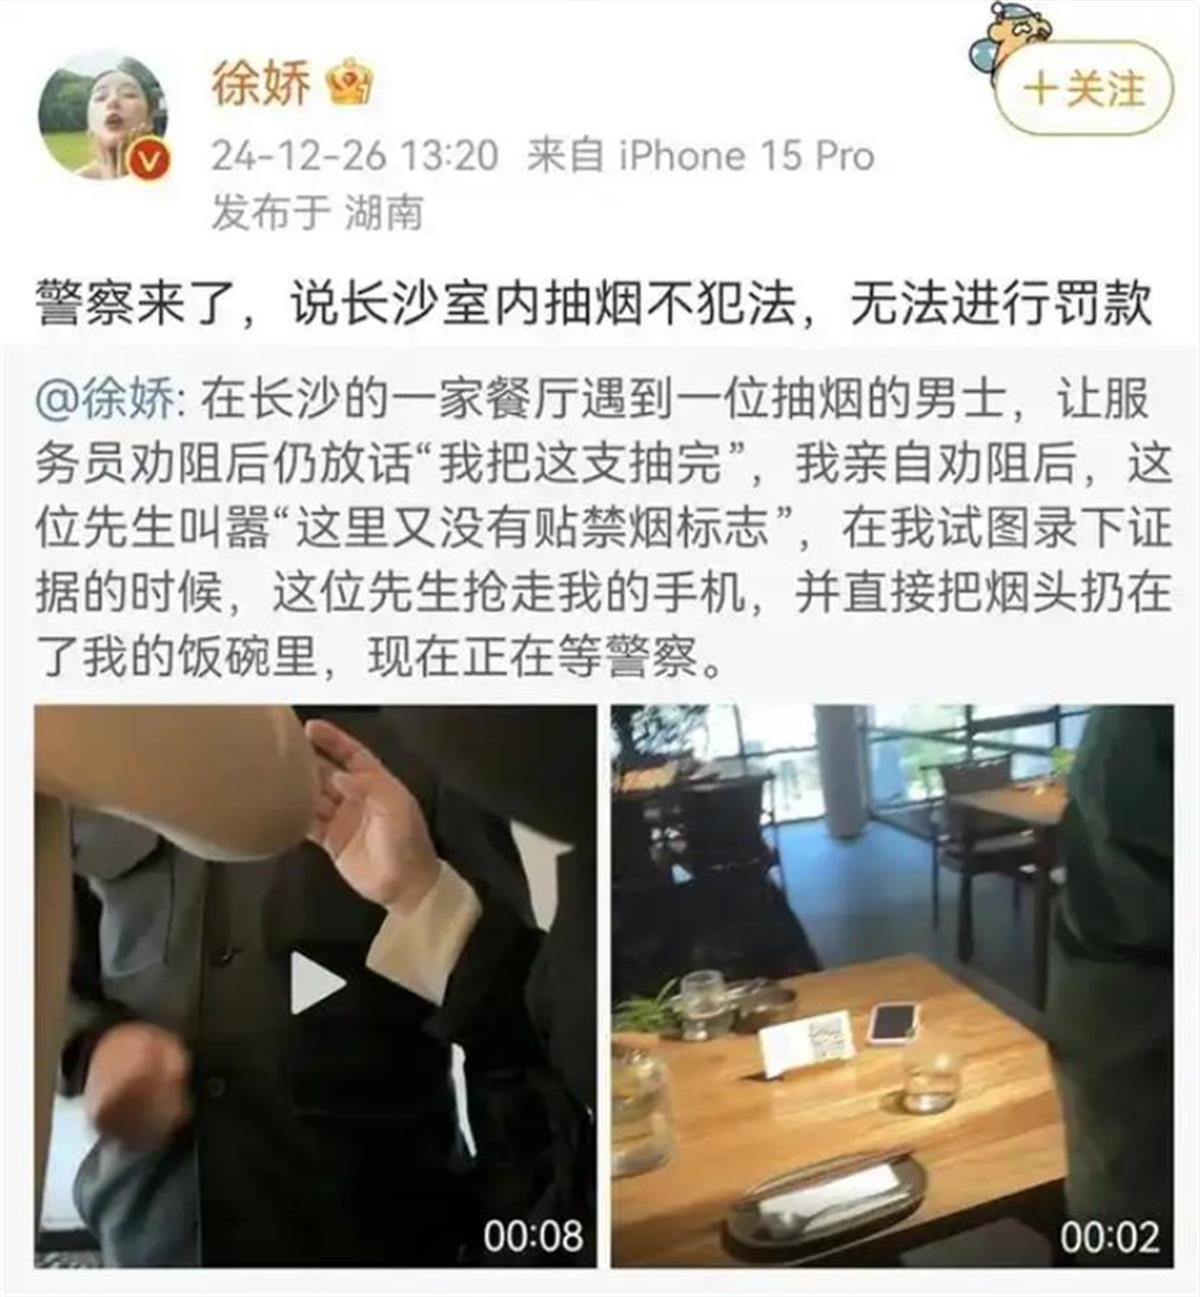 徐娇
+关注
24-12-26 13:20 来自 iPhone 15 Pro
发布于 湖南
警察来了，说长沙室内抽烟不犯法，无法进行罚款
@徐娇: 在长沙的一家餐厅遇到一位抽烟的男士，让服
务员劝阻后仍放话“我把这支抽完”，我亲自劝阻后，这
位先生叫嚣“这里又没有贴禁烟标志”，在我试图录下证
据的时候，这位先生抢走我的手机，并直接把烟头扔在
了我的饭碗里，现在正在等警察。
00:08
00:02